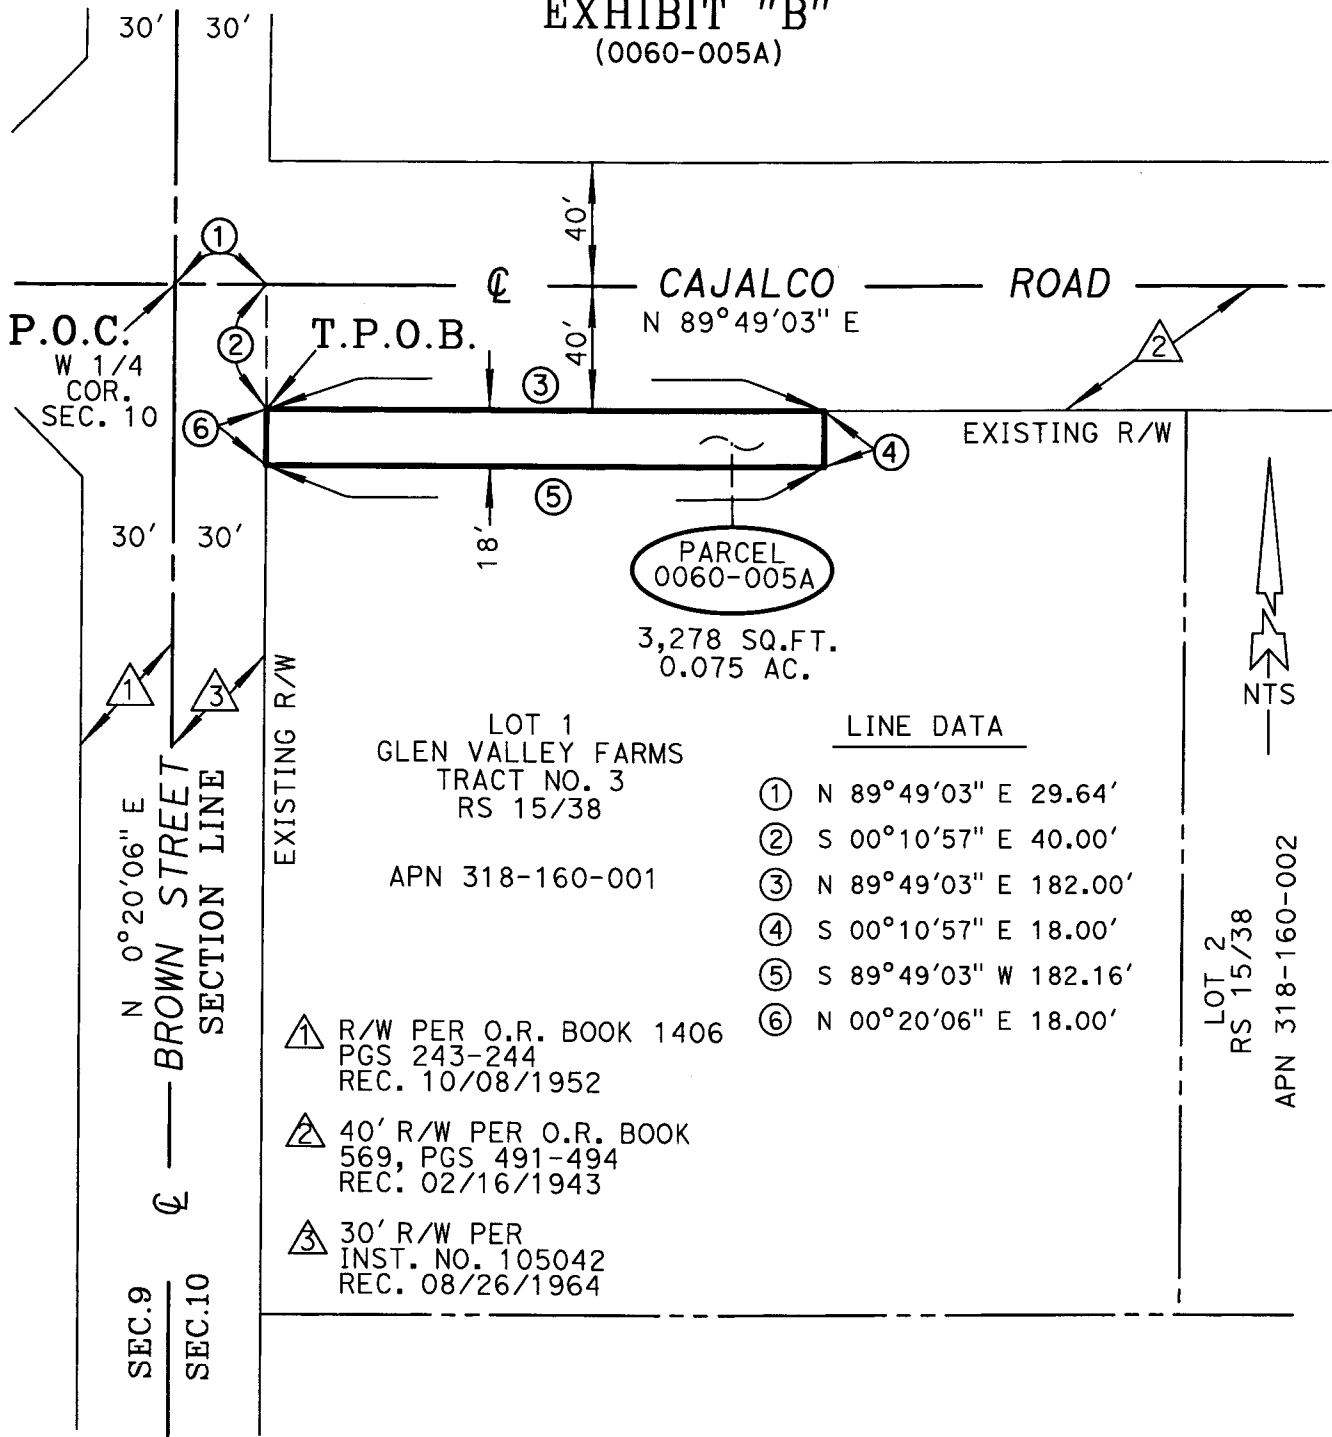 EXHIBIT "B"
(0060-005A)
30' 30'
40'
1
℄ CAJALCO ROAD
N 89°49'03" E
40'
P.O.C.
W 1/4
COR.
SEC. 10
2
T.P.O.B.
2
3
6
EXISTING R/W
4
5
30' 30'
18'
PARCEL
0060-005A
3,278 SQ.FT.
0.075 AC.
1
3
EXISTING R/W
NTS
LOT 1
GLEN VALLEY FARMS
TRACT NO. 3
RS 15/38
APN 318-160-001
LINE DATA
1 N 89°49'03" E 29.64'
2 S 00°10'57" E 40.00'
3 N 89°49'03" E 182.00'
4 S 00°10'57" E 18.00'
5 S 89°49'03" W 182.16'
6 N 00°20'06" E 18.00'
N 0°20'06" E
℄ BROWN STREET
SECTION LINE
LOT 2
RS 15/38
APN 318-160-002
1 R/W PER O.R. BOOK 1406
PGS 243-244
REC. 10/08/1952
2 40' R/W PER O.R. BOOK
569, PGS 491-494
REC. 02/16/1943
3 30' R/W PER
INST. NO. 105042
REC. 08/26/1964
SEC.9
SEC.10